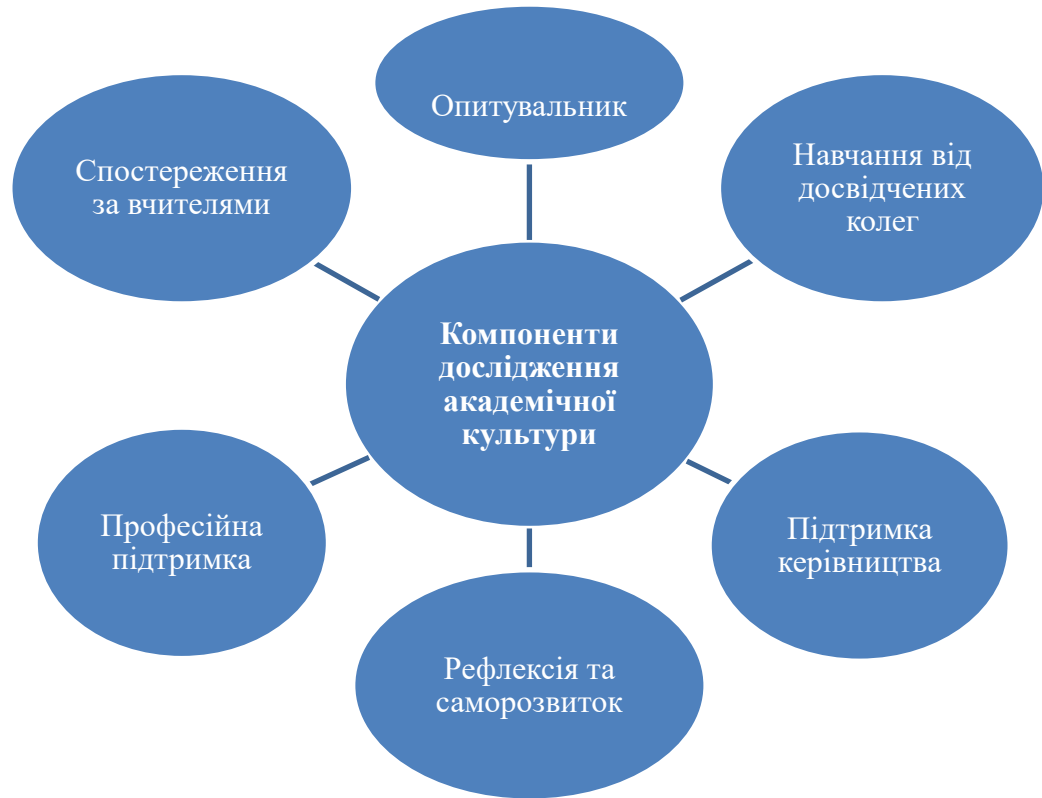 Опитувальник
Спостереження
за вчителями
Навчання від
досвідчених
колег
Компоненти
дослідження
академічної
культури
Професійна
підтримка
Підтримка
керівництва
Рефлексія та
саморозвиток